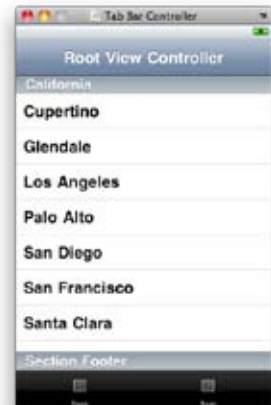 Tab Bar Controller
Root View Controller
California
Cupertino
Glendale
Los Angeles
Palo Alto
San Diego
San Francisco
Santa Clara
Section Footer